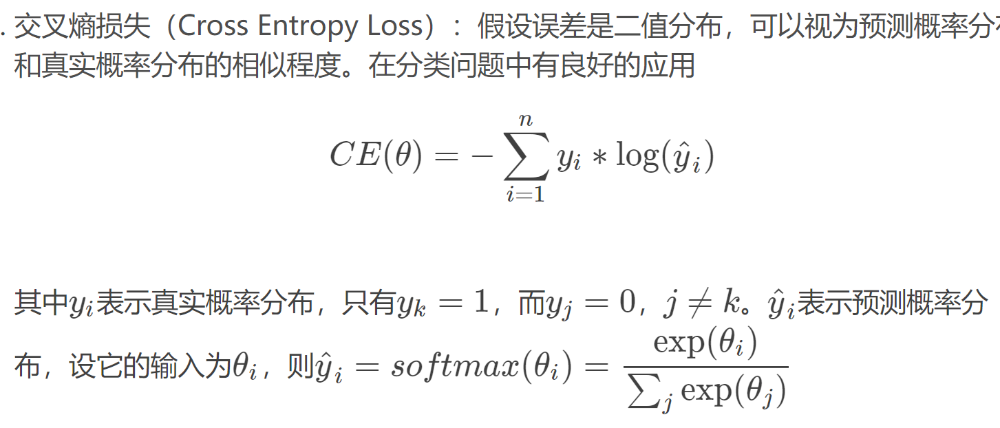 . 交叉熵损失（Cross Entropy Loss）：假设误差是二值分布，可以视为预测概率分布
和真实概率分布的相似程度。在分类问题中有良好的应用
$$CE(\theta) = -\sum_{i=1}^{n} y_i * \log(\hat{y}_i)$$
其中$y_i$表示真实概率分布，只有$y_k = 1$，而$y_j = 0$，$j \neq k$。$\hat{y}_i$表示预测概率分
布，设它的输入为$\theta_i$，则$\hat{y}_i = softmax(\theta_i) = \frac{\exp(\theta_i)}{\sum_j \exp(\theta_j)}$